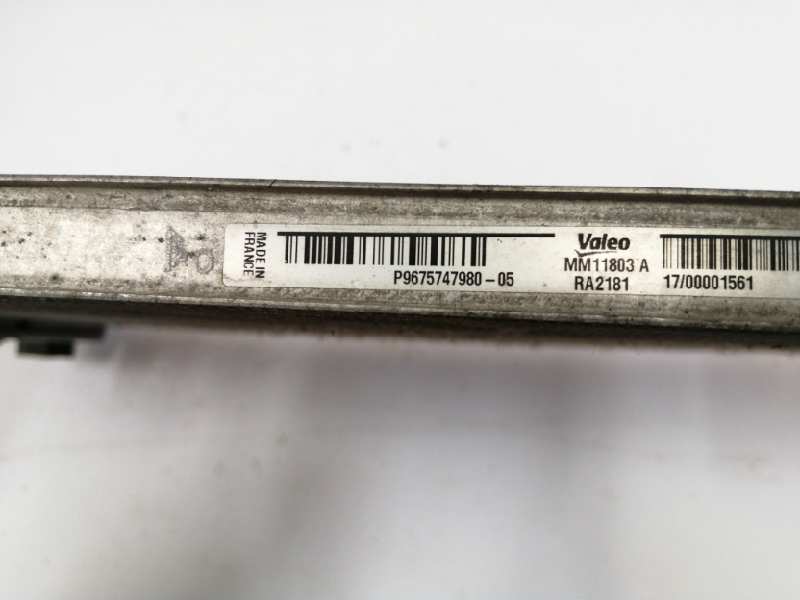 MADE IN
FRANCE
P9675747980-05
Valeo
MM11803 A
RA2181
17/00001561